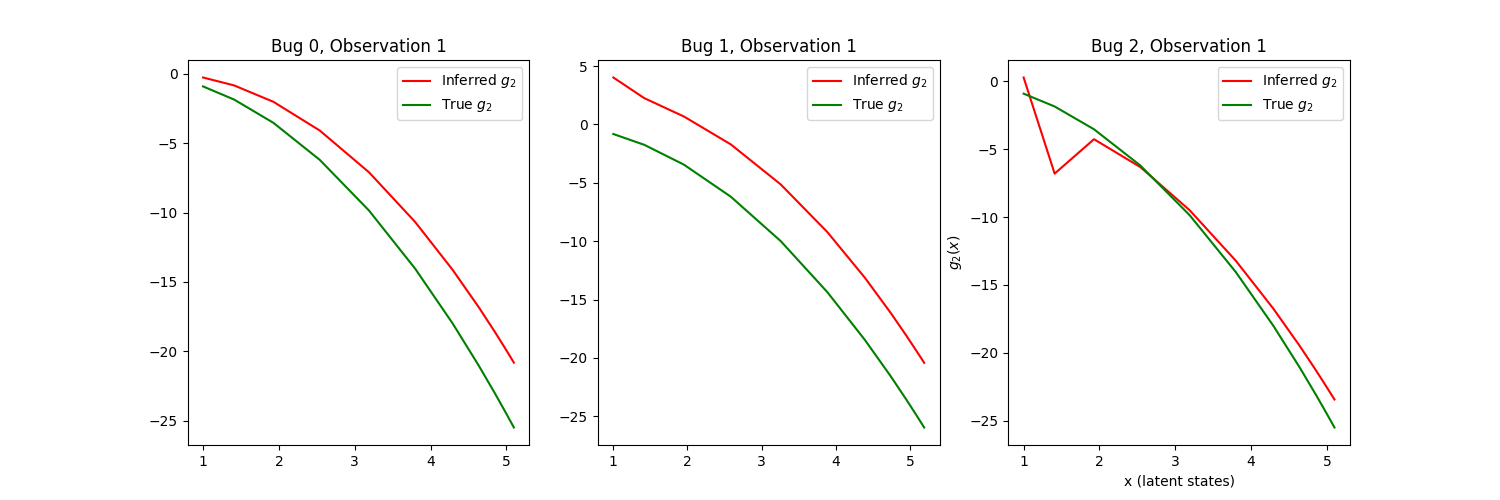 Bug 0, Observation 1
Inferred g₂
True g₂
0
−5
−10
−15
−20
−25
1 2 3 4 5
Bug 1, Observation 1
Inferred g₂
True g₂
5
0
−5
−10
−15
−20
−25
1 2 3 4 5
Bug 2, Observation 1
Inferred g₂
True g₂
g₂(x)
0
−5
−10
−15
−20
−25
1 2 3 4 5
x (latent states)